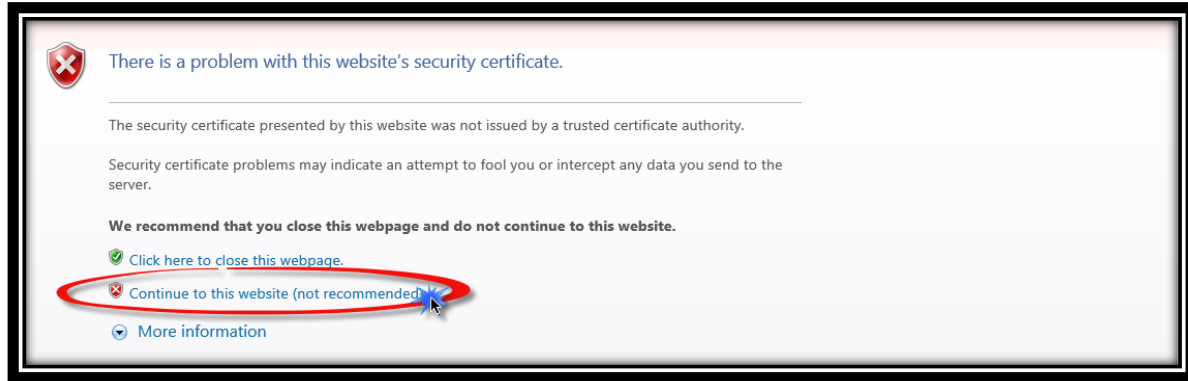 There is a problem with this website's security certificate.
The security certificate presented by this website was not issued by a trusted certificate authority.
Security certificate problems may indicate an attempt to fool you or intercept any data you send to the
server.
We recommend that you close this webpage and do not continue to this website.
Click here to close this webpage.
Continue to this website (not recommended)
More information